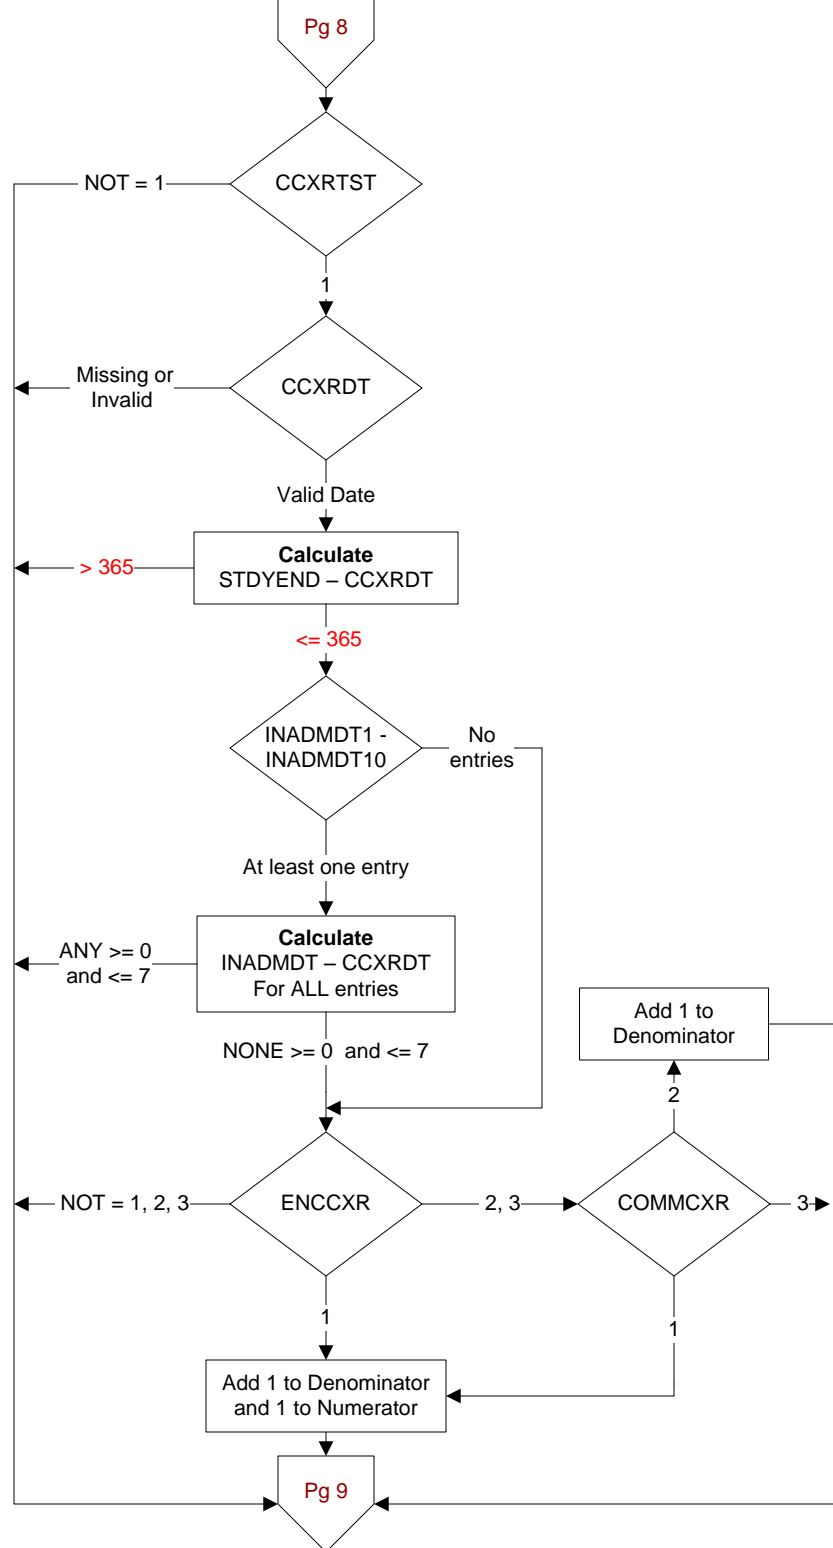 Pg 8
CCXRTST
NOT = 1
1
CCXRDT
Missing or
Invalid
Valid Date
Calculate
STDYEND – CCXRDT
> 365
<= 365
INADMDT1 -
INADMDT10
No
entries
At least one entry
Calculate
INADMDT – CCXRDT
For ALL entries
ANY >= 0
and <= 7
NONE >= 0 and <= 7
Add 1 to
Denominator
2
ENCCXR
NOT = 1, 2, 3
2, 3
COMMCXR
3
1
1
Add 1 to Denominator
and 1 to Numerator
Pg 9